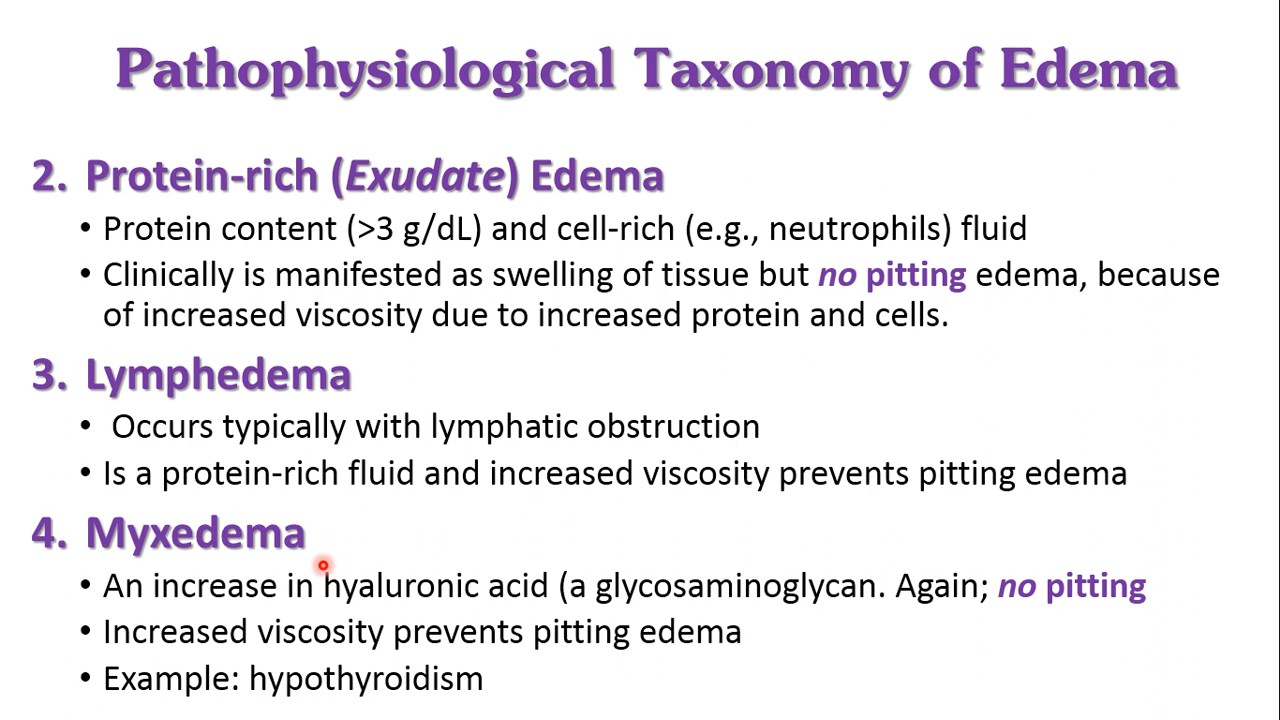 Pathophysiological Taxonomy of Edema
2. Protein-rich (Exudate) Edema
• Protein content (>3 g/dL) and cell-rich (e.g., neutrophils) fluid
• Clinically is manifested as swelling of tissue but no pitting edema, because
of increased viscosity due to increased protein and cells.
3. Lymphedema
• Occurs typically with lymphatic obstruction
• Is a protein-rich fluid and increased viscosity prevents pitting edema
4. Myxedema
• An increase in hyaluronic acid (a glycosaminoglycan. Again; no pitting
• Increased viscosity prevents pitting edema
• Example: hypothyroidism